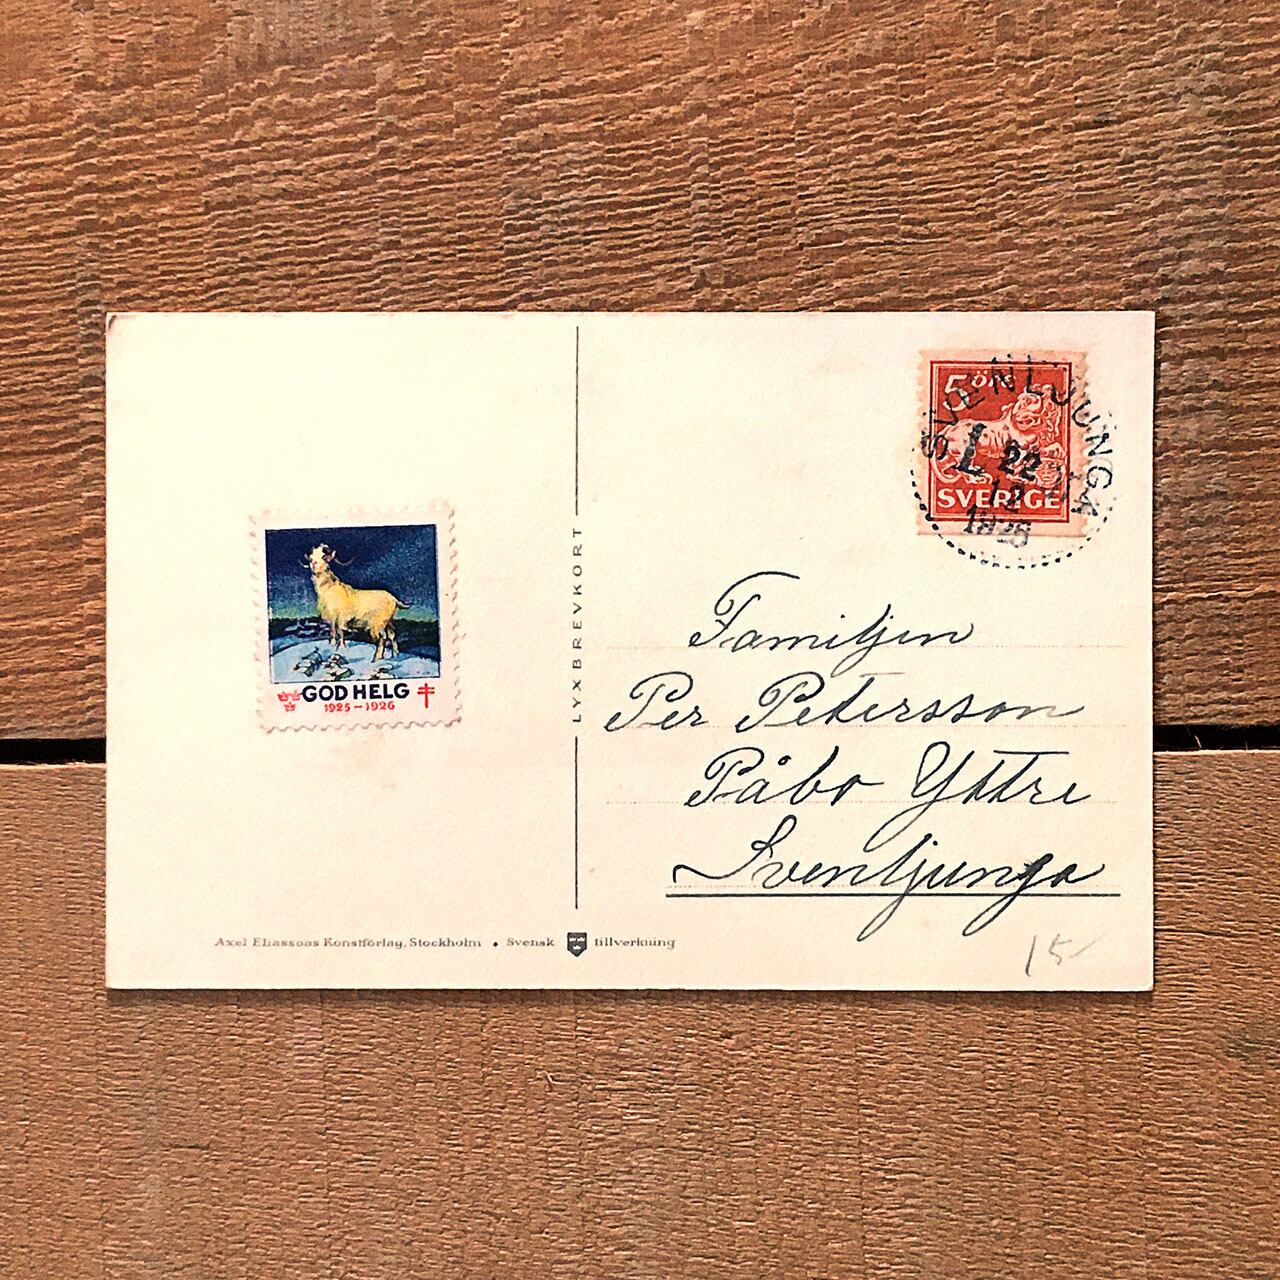 5 ÖRE
SVENLJUNGA
L 22
12
1925
SVERIGE
GOD HELG
1925-1926
LYXBREVKORT
Familjen
Per Petersson
Påbo Yttre
Svenljunga
Axel Eliassons Konstförlag, Stockholm • Svensk tillverkning
15